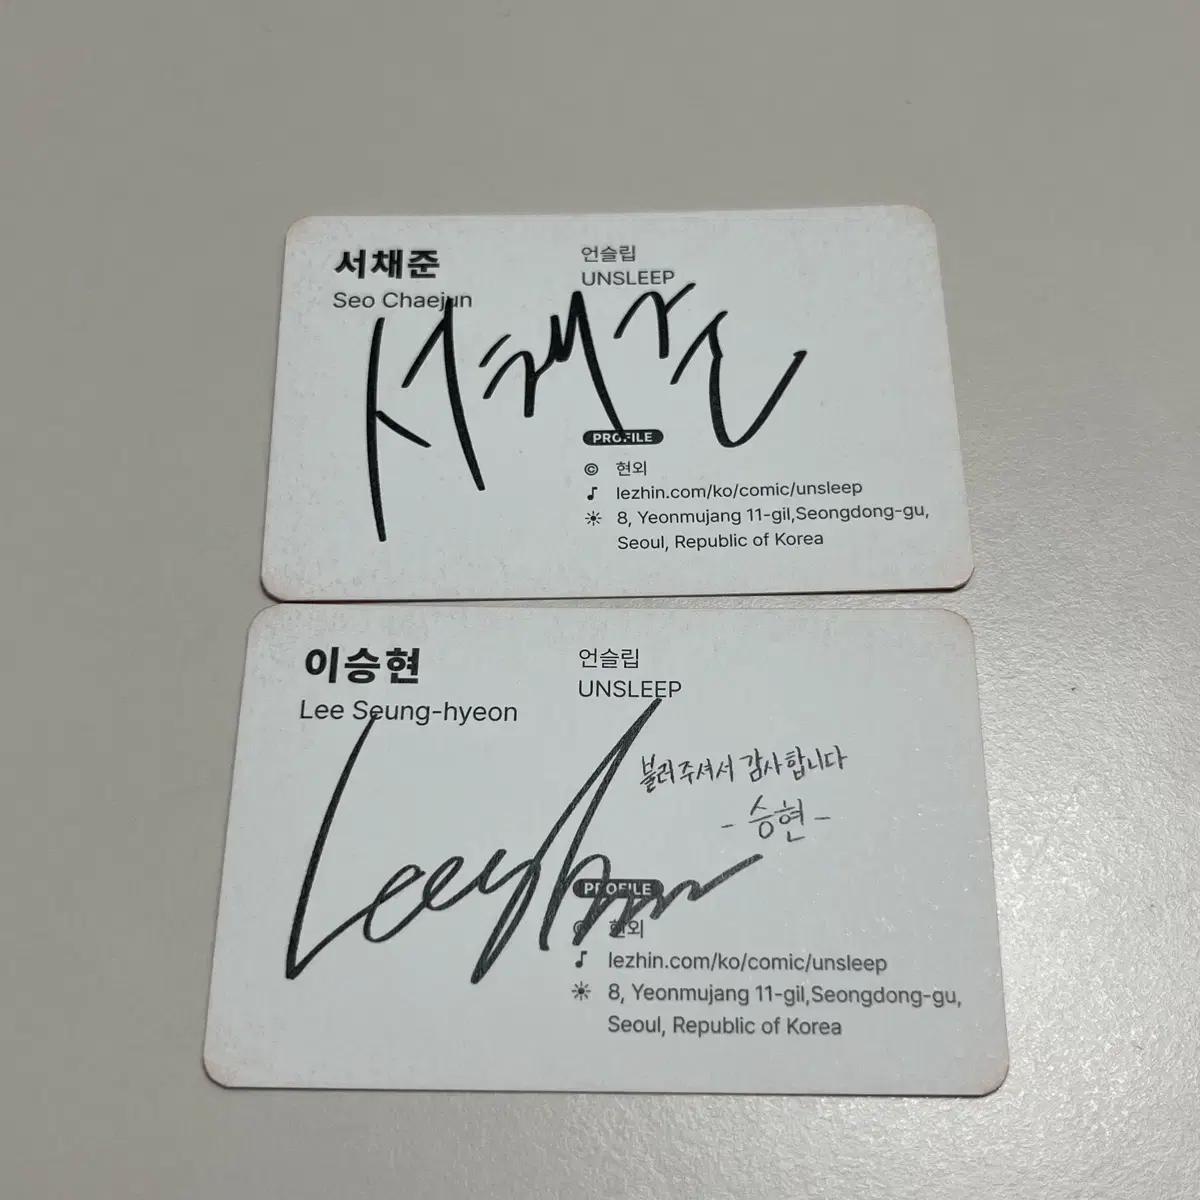 서채준
Seo Chaejun
언슬립
UNSLEEP
서채준
PROFILE
© 현외
lezhin.com/ko/comic/unsleep
8, Yeonmujang 11-gil,Seongdong-gu,
Seoul, Republic of Korea
이승현
Lee Seung-hyeon
언슬립
UNSLEEP
불러주셔서 감사합니다
- 승현 -
PROFILE
© 현외
lezhin.com/ko/comic/unsleep
8, Yeonmujang 11-gil,Seongdong-gu,
Seoul, Republic of Korea